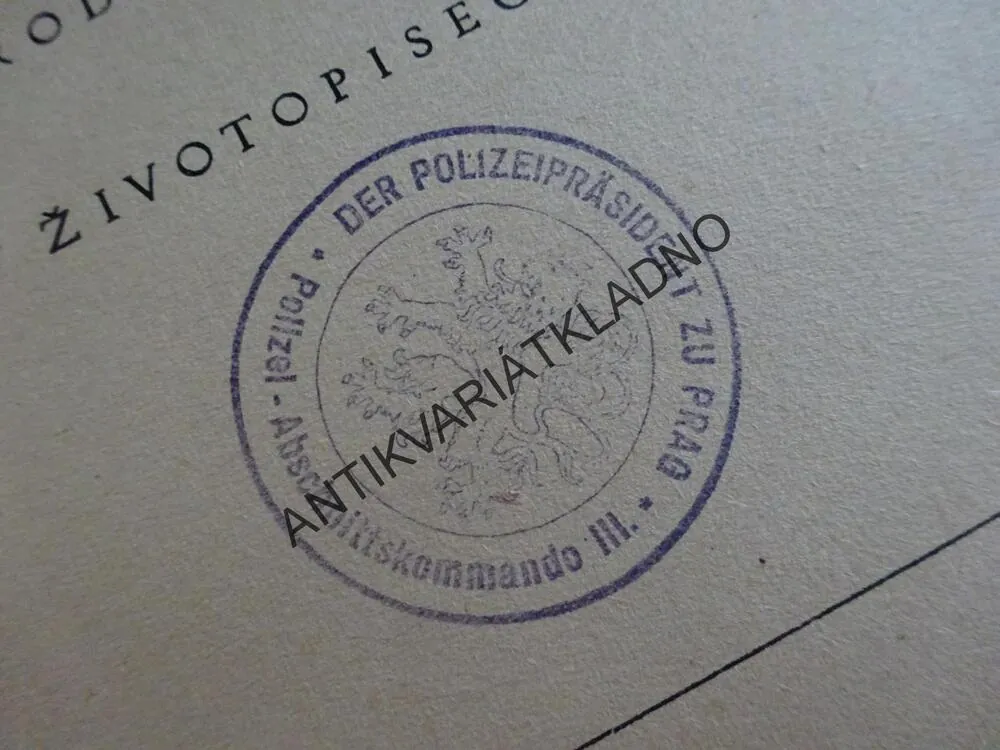 ŽIVOTOPISEC
* DER POLIZEIPRÄSIDENT ZU PRAG *
Polizei - Abschnittskommando III.
ANTIKVARIÁTKLADNO